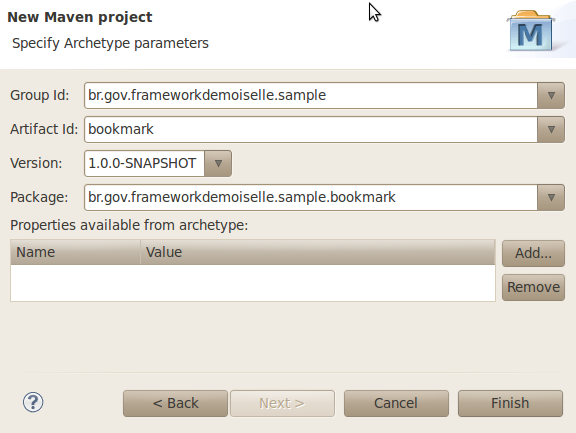 New Maven project
Specify Archetype parameters
M
Group Id: br.gov.frameworkdemoiselle.sample
Artifact Id: bookmark
Version: 1.0.0-SNAPSHOT
Package: br.gov.frameworkdemoiselle.sample.bookmark
Properties available from archetype:
Name Value
Add...
Remove
? < Back Next > Cancel Finish